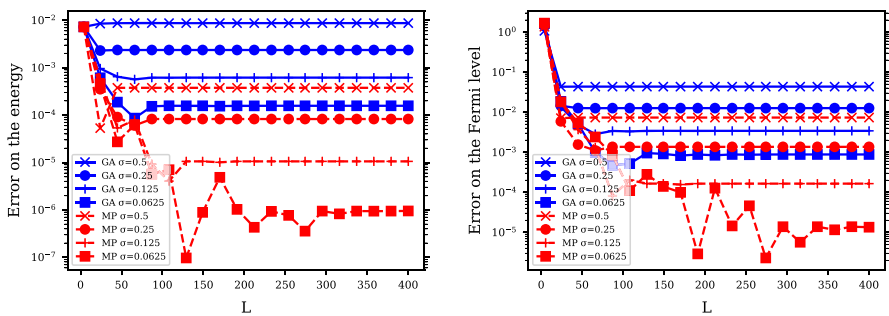 Error on the energy
10⁻²
10⁻³
10⁻⁴
10⁻⁵
10⁻⁶
10⁻⁷
GA σ=0.5
GA σ=0.25
GA σ=0.125
GA σ=0.0625
MP σ=0.5
MP σ=0.25
MP σ=0.125
MP σ=0.0625
0 50 100 150 200 250 300 350 400
L
Error on the Fermi level
10⁰
10⁻¹
10⁻²
10⁻³
10⁻⁴
10⁻⁵
GA σ=0.5
GA σ=0.25
GA σ=0.125
GA σ=0.0625
MP σ=0.5
MP σ=0.25
MP σ=0.125
MP σ=0.0625
0 50 100 150 200 250 300 350 400
L